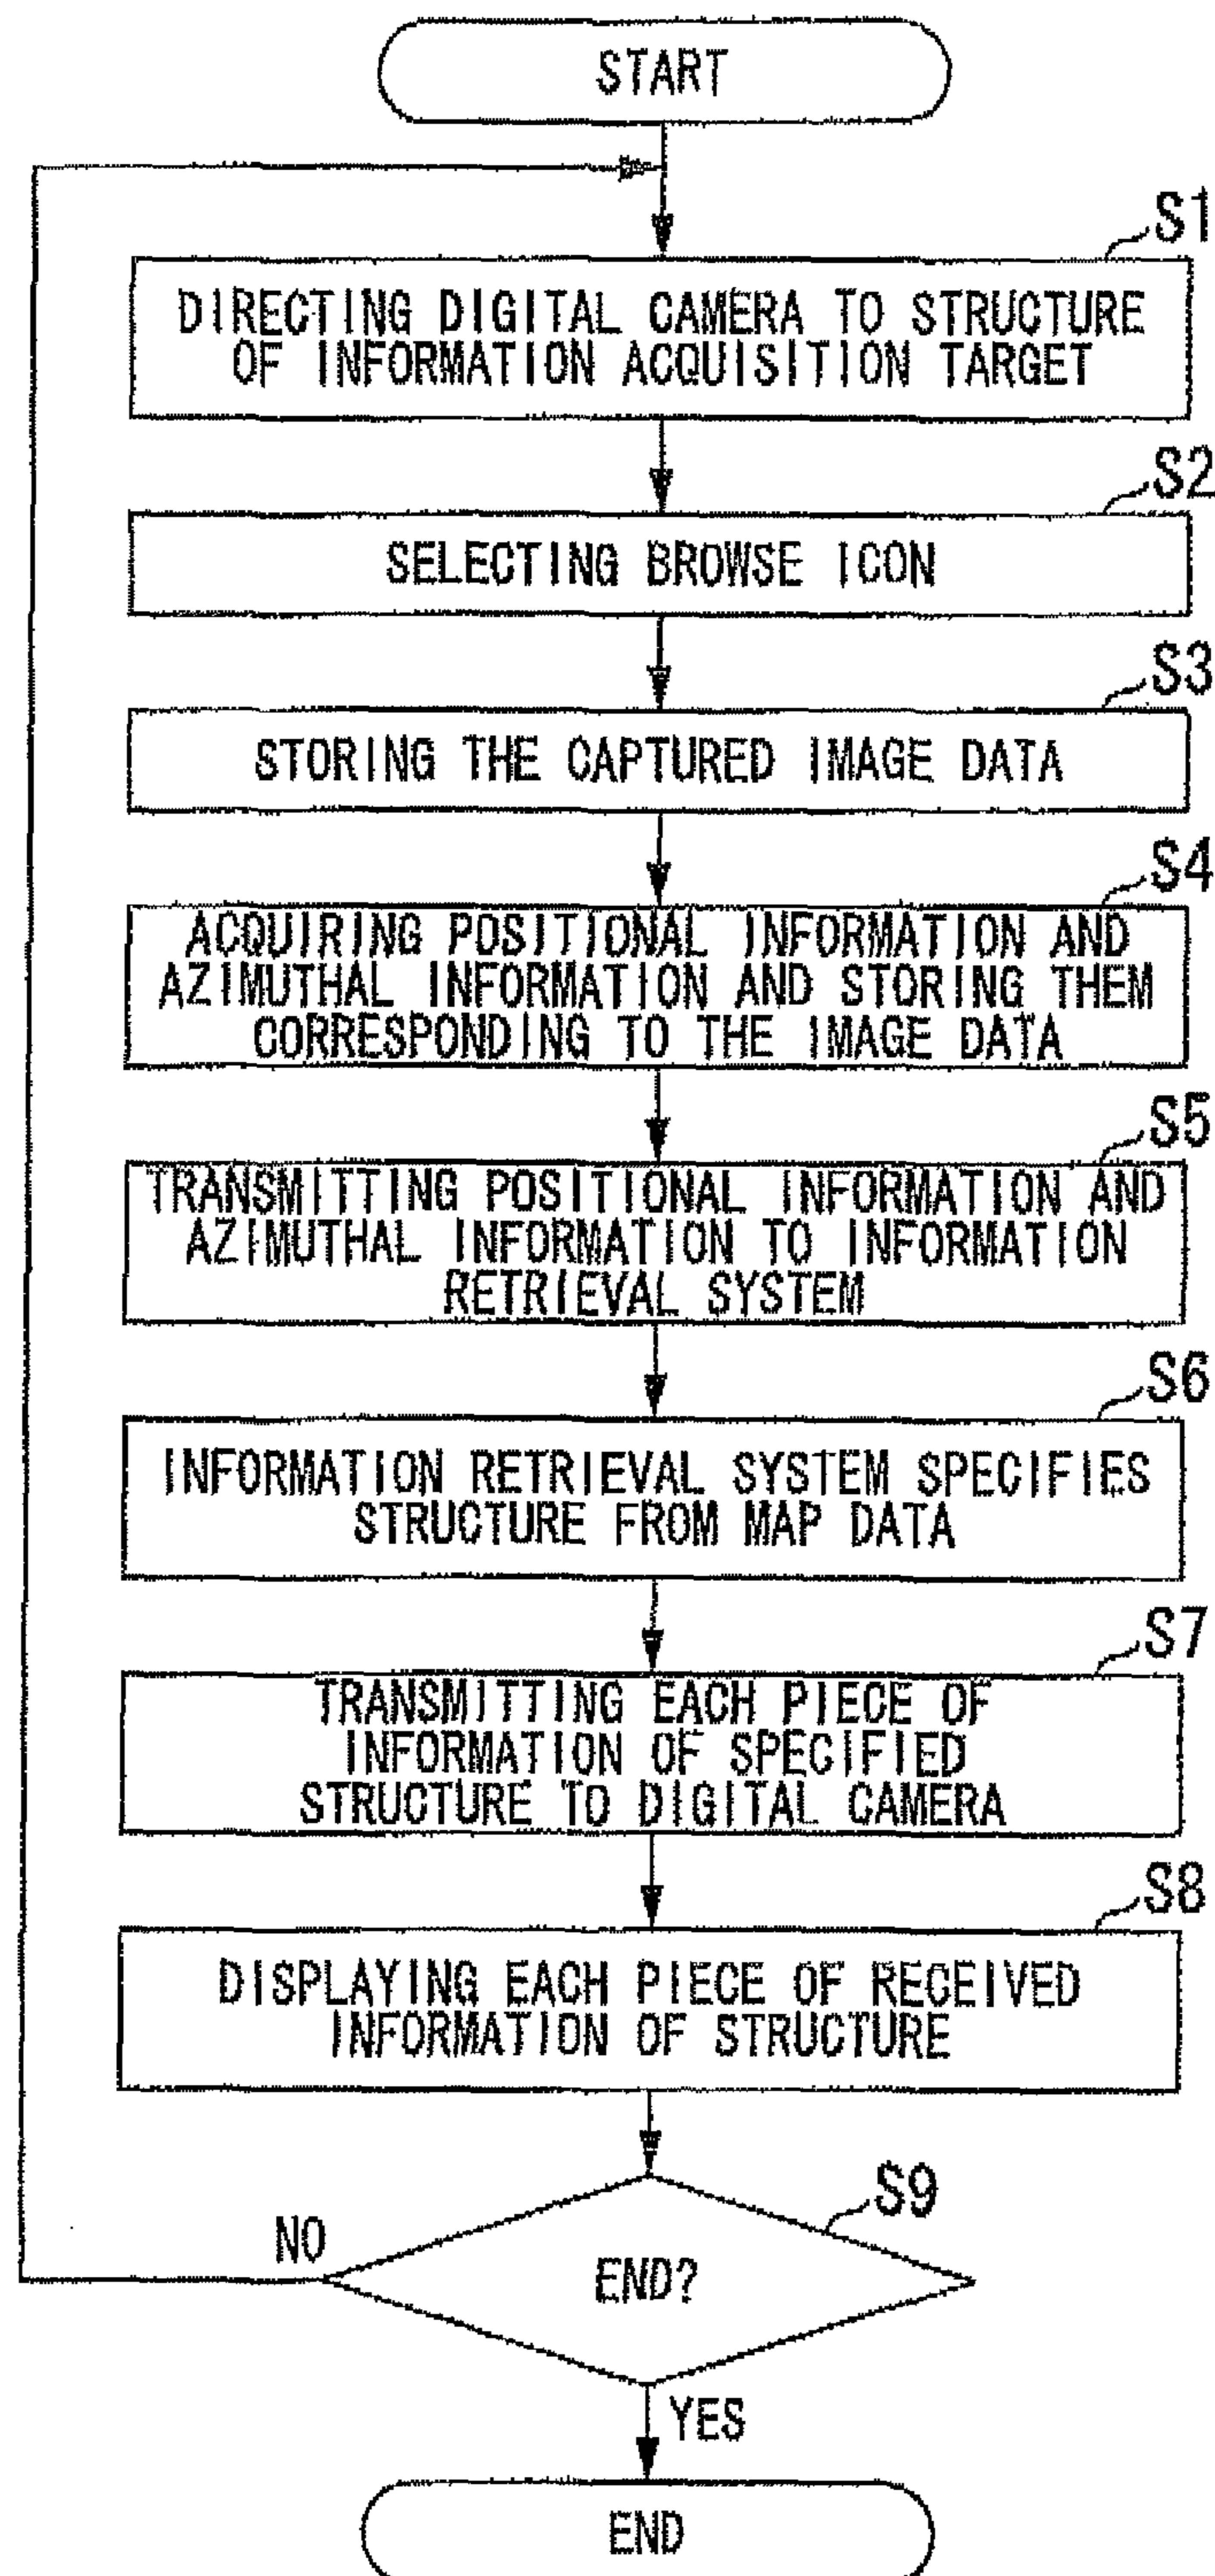 START
S1
DIRECTING DIGITAL CAMERA TO STRUCTURE
OF INFORMATION ACQUISITION TARGET
S2
SELECTING BROWSE ICON
S3
STORING THE CAPTURED IMAGE DATA
S4
ACQUIRING POSITIONAL INFORMATION AND
AZIMUTHAL INFORMATION AND STORING THEM
CORRESPONDING TO THE IMAGE DATA
S5
TRANSMITTING POSITIONAL INFORMATION AND
AZIMUTHAL INFORMATION TO INFORMATION
RETRIEVAL SYSTEM
S6
INFORMATION RETRIEVAL SYSTEM SPECIFIES
STRUCTURE FROM MAP DATA
S7
TRANSMITTING EACH PIECE OF
INFORMATION OF SPECIFIED
STRUCTURE TO DIGITAL CAMERA
S8
DISPLAYING EACH PIECE OF RECEIVED
INFORMATION OF STRUCTURE
S9
NO
END?
YES
END